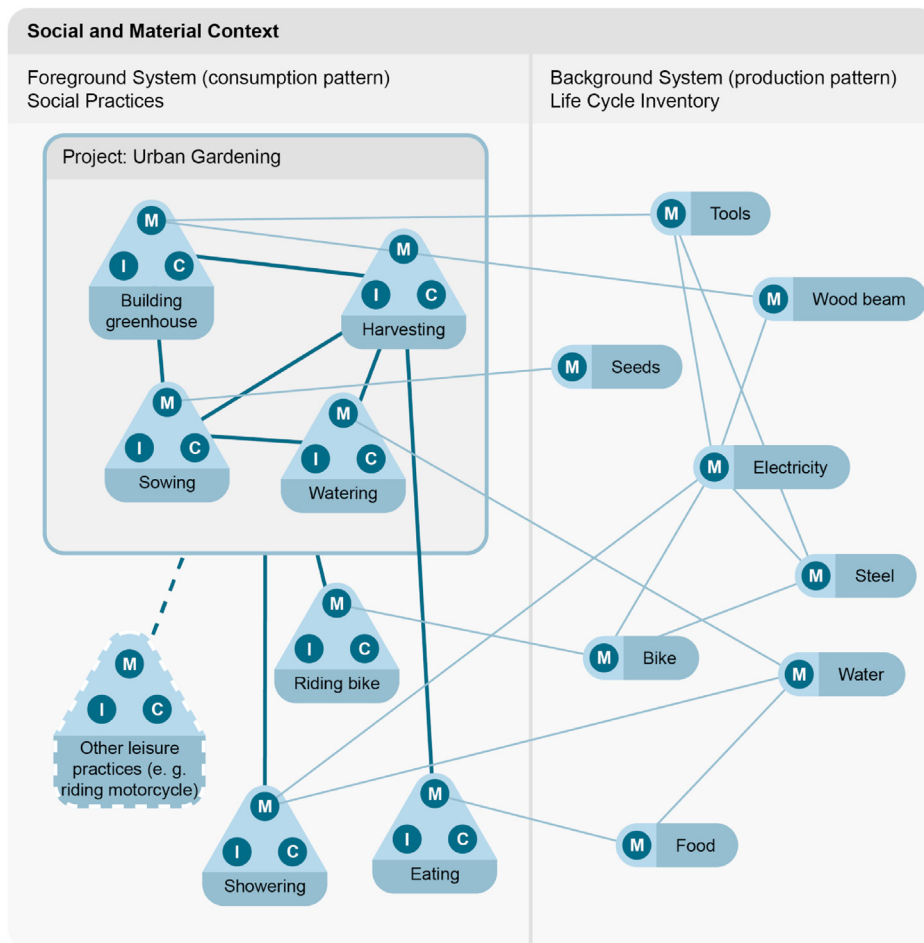 Social and Material Context
Foreground System (consumption pattern)
Social Practices
Background System (production pattern)
Life Cycle Inventory
Project: Urban Gardening
M
I C
Building
greenhouse
M
I C
Harvesting
M
I C
Sowing
M
I C
Watering
M
I C
Other leisure
practices (e. g.
riding motorcycle)
M
I C
Riding bike
M
I C
Showering
M
I C
Eating
M Tools
M Wood beam
M Seeds
M Electricity
M Steel
M Bike
M Water
M Food